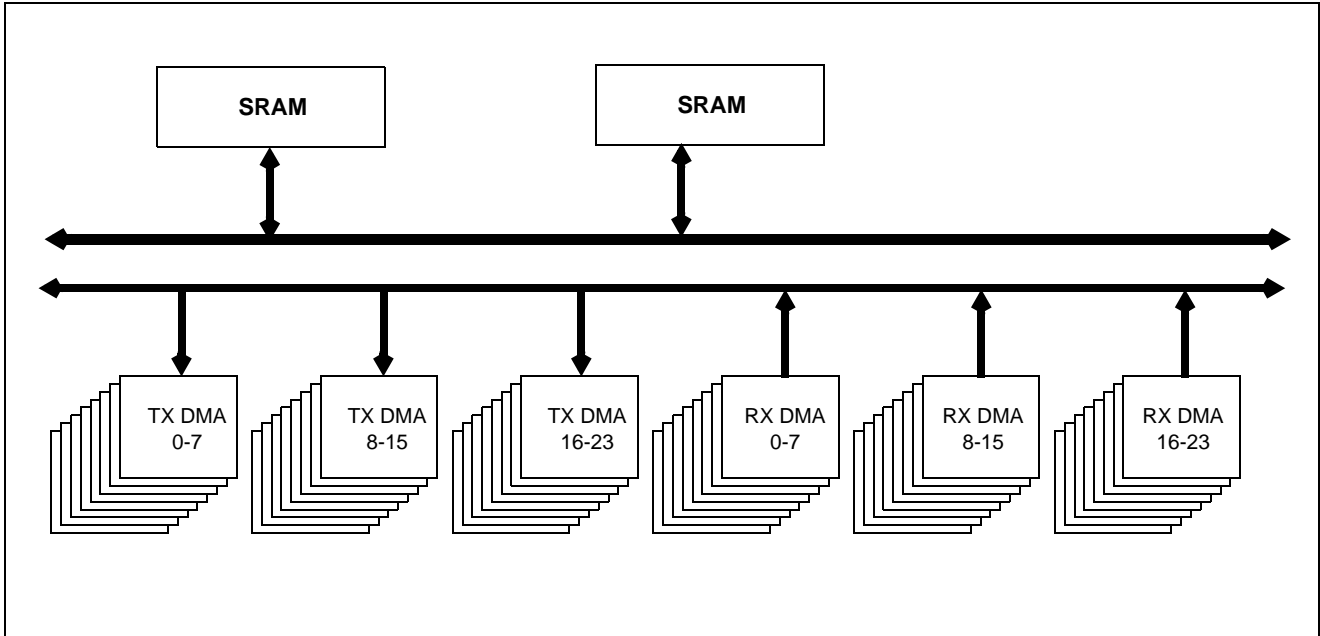 SRAM
SRAM
TX DMA
0-7
TX DMA
8-15
TX DMA
16-23
RX DMA
0-7
RX DMA
8-15
RX DMA
16-23